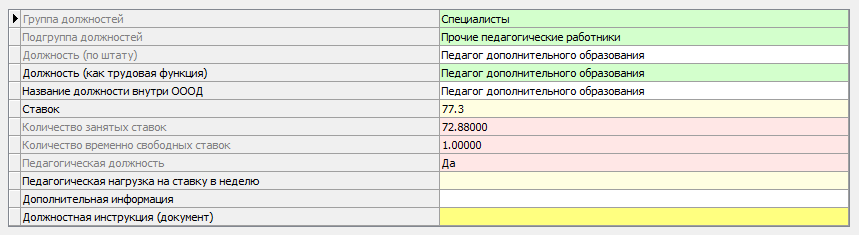 Группа должностей Специалисты
Подгруппа должностей Прочие педагогические работники
Должность (по штату) Педагог дополнительного образования
Должность (как трудовая функция) Педагог дополнительного образования
Название должности внутри ОООД Педагог дополнительного образования
Ставок 77.3
Количество занятых ставок 72.88000
Количество временно свободных ставок 1.00000
Педагогическая должность Да
Педагогическая нагрузка на ставку в неделю
Дополнительная информация
Должностная инструкция (документ)